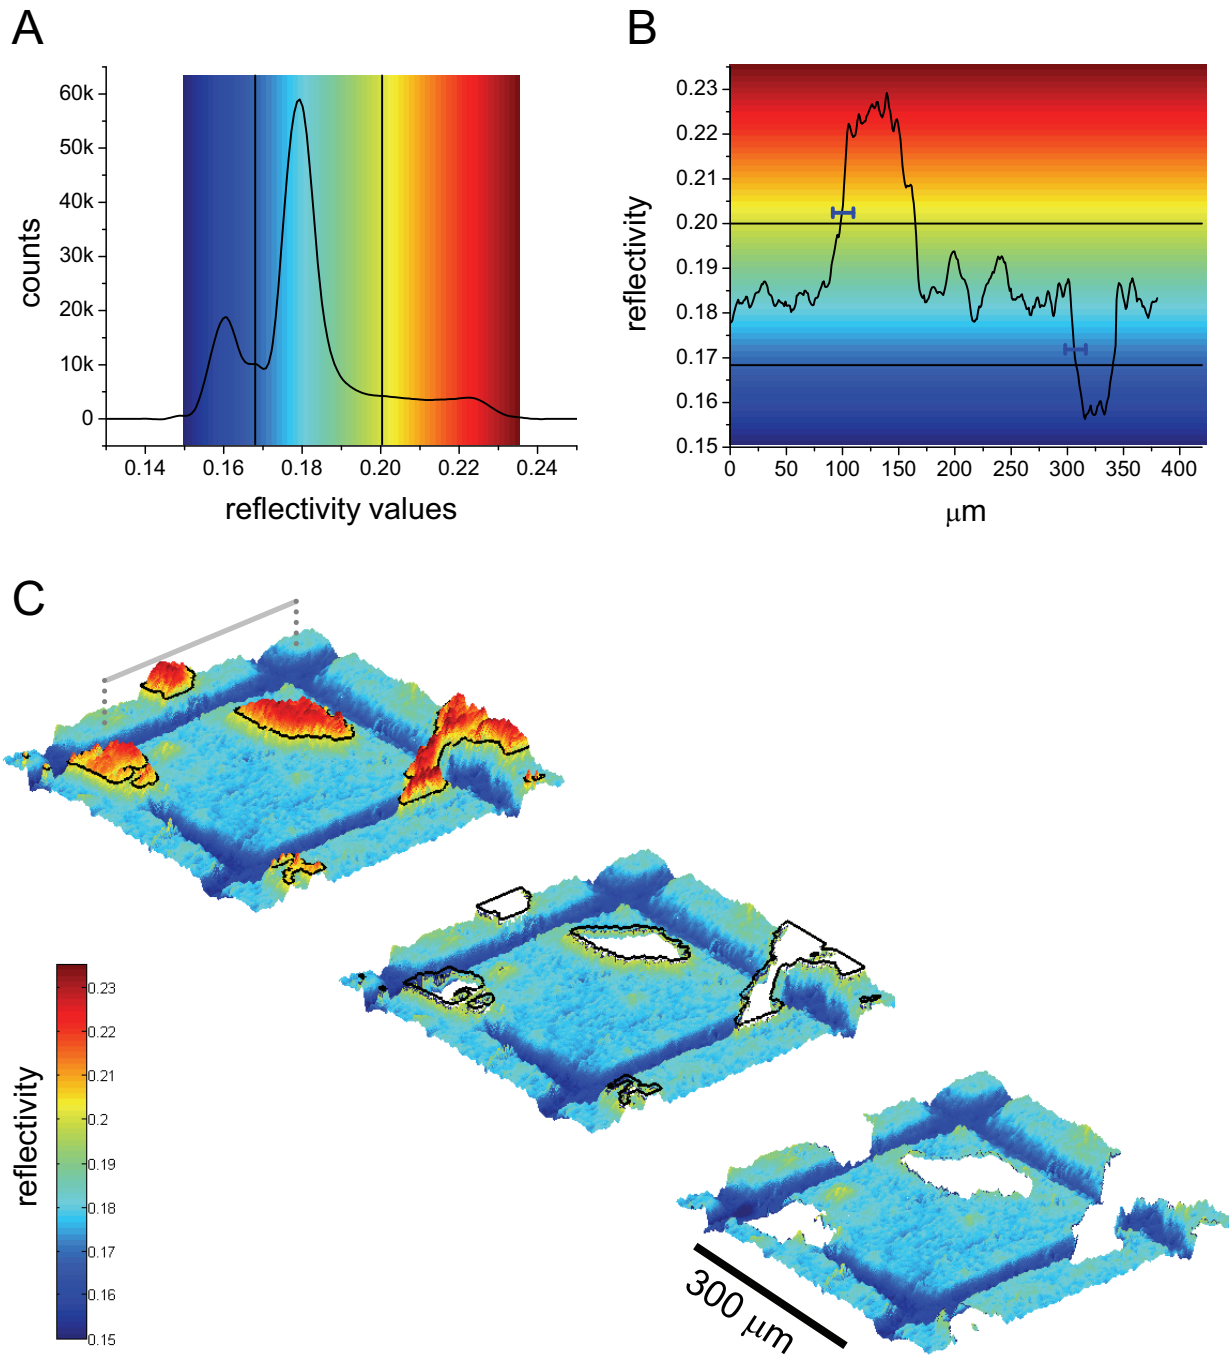 A
60k
50k
40k
30k
20k
10k
0
counts
0.14 0.16 0.18 0.20 0.22 0.24
reflectivity values
B
0.23
0.22
0.21
0.20
0.19
0.18
0.17
0.16
0.15
reflectivity
0 50 100 150 200 250 300 350 400
μm
C
0.23
0.22
0.21
0.2
0.19
0.18
0.17
0.16
0.15
reflectivity
300 μm